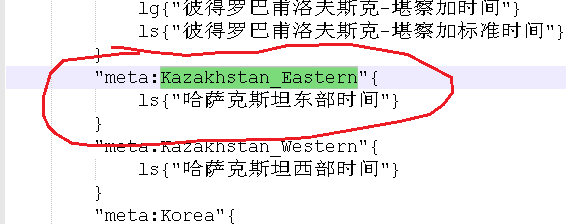 lg{"彼得罗巴甫洛夫斯克-堪察加时间"}
ls{"彼得罗巴甫洛夫斯克-堪察加标准时间"}
}
"meta:Kazakhstan_Eastern"{
ls{"哈萨克斯坦东部时间"}
}
"meta:Kazakhstan_Western"{
ls{"哈萨克斯坦西部时间"}
}
"meta:Korea"{